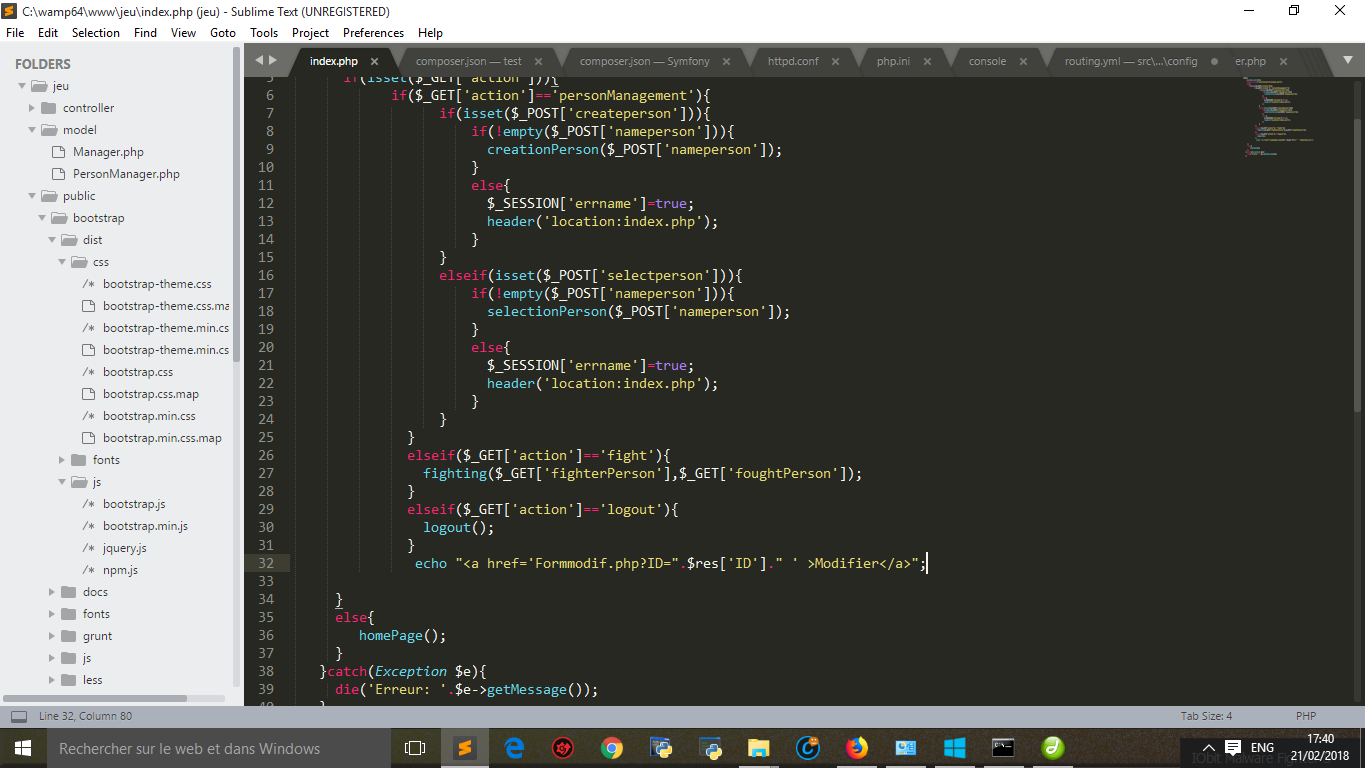 C:\wamp64\www\jeu\index.php (jeu) - Sublime Text (UNREGISTERED)
File Edit Selection Find View Goto Tools Project Preferences Help
FOLDERS
jeu
controller
model
Manager.php
PersonManager.php
public
bootstrap
dist
css
/* bootstrap-theme.css
bootstrap-theme.css.ma
/* bootstrap-theme.min.cs
bootstrap-theme.min.cs
/* bootstrap.css
bootstrap.css.map
/* bootstrap.min.css
bootstrap.min.css.map
fonts
js
/* bootstrap.js
/* bootstrap.min.js
/* jquery.js
/* npm.js
docs
fonts
grunt
js
less
index.php composer.json — test composer.json — Symfony httpd.conf php.ini console routing.yml — src\...\config er.php
5 if(isset($_GET['action'])){
6 if($_GET['action']=='personManagement'){
7 if(isset($_POST['createperson'])){
8 if(!empty($_POST['nameperson'])){
9 creationPerson($_POST['nameperson']);
10 }
11 else{
12 $_SESSION['errname']=true;
13 header('location:index.php');
14 }
15 }
16 elseif(isset($_POST['selectperson'])){
17 if(!empty($_POST['nameperson'])){
18 selectionPerson($_POST['nameperson']);
19 }
20 else{
21 $_SESSION['errname']=true;
22 header('location:index.php');
23 }
24 }
25 }
26 elseif($_GET['action']=='fight'){
27 fighting($_GET['fighterPerson'],$_GET['foughtPerson']);
28 }
29 elseif($_GET['action']=='logout'){
30 logout();
31 }
32 echo "<a href='Formmodif.php?ID=".$res['ID']." ' >Modifier</a>";
33
34 }
35 else{
36 homePage();
37 }
38 }catch(Exception $e){
39 die('Erreur: '.$e->getMessage());
40 }
Line 32, Column 80 Tab Size: 4 PHP
Rechercher sur le web et dans Windows
ENG
17:40
21/02/2018